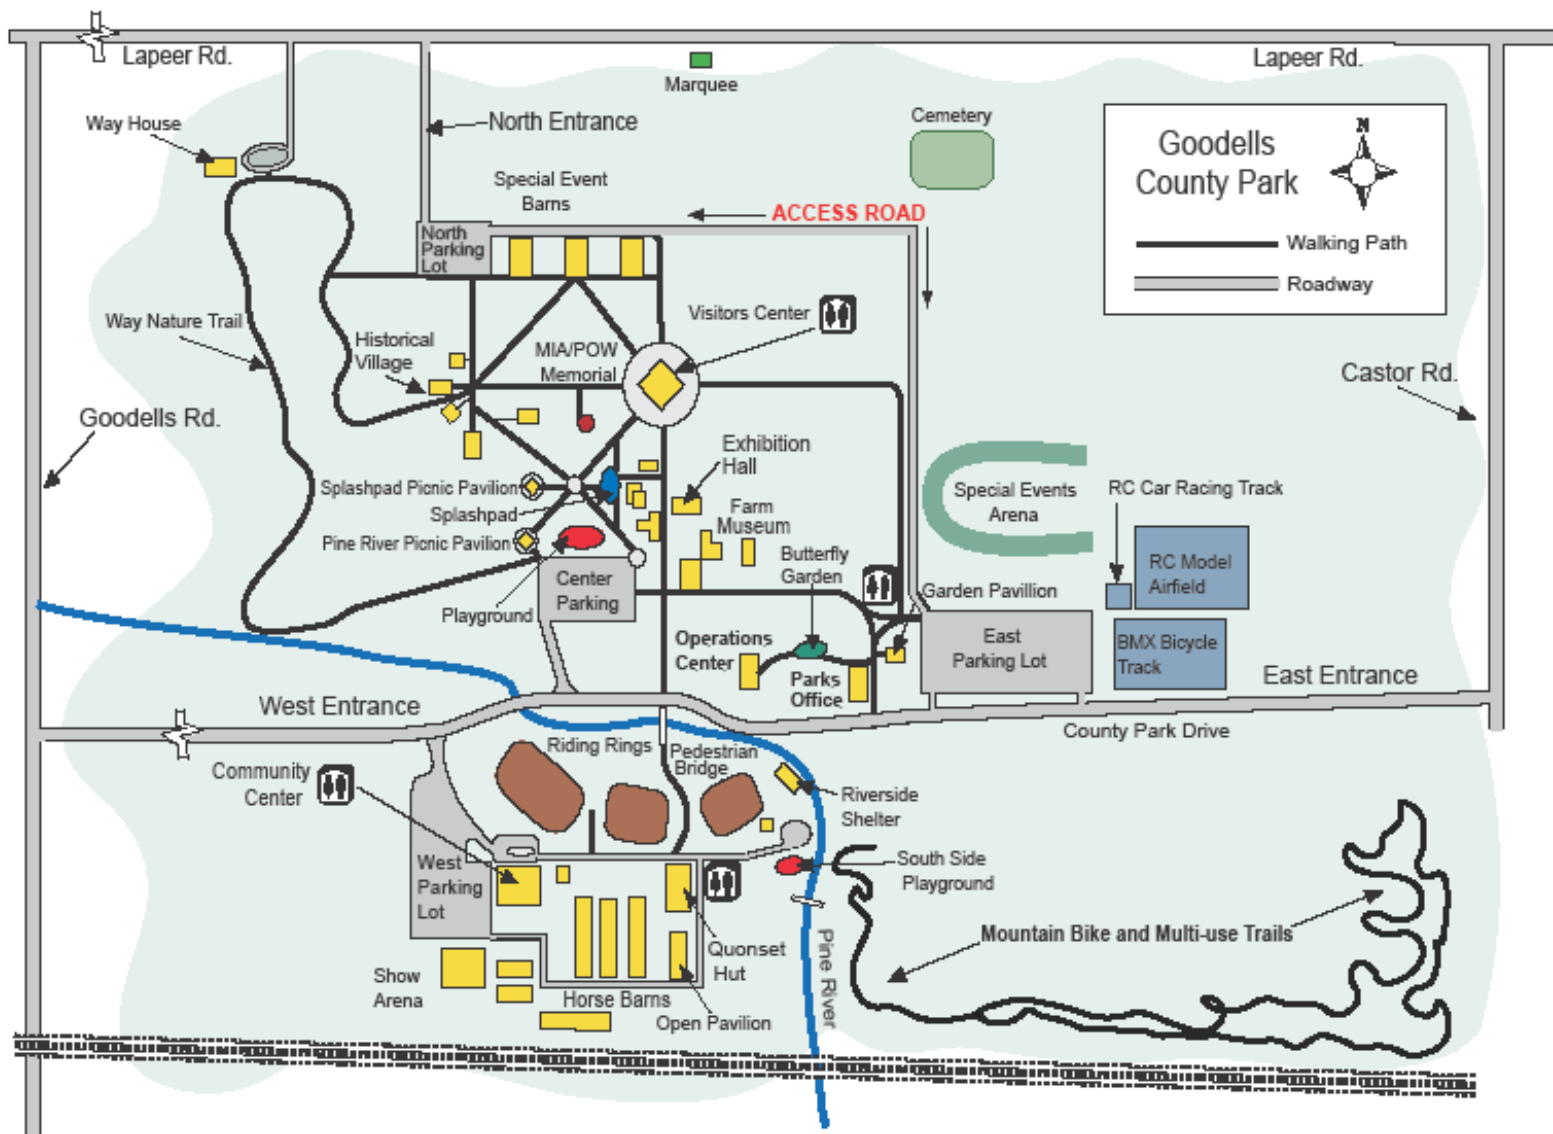 Lapeer Rd.
Lapeer Rd.
Marquee
Way House
North Entrance
Cemetery
Goodells
County Park
N
Walking Path
Roadway
Special Event
Barns
ACCESS ROAD
North
Parking
Lot
Visitors Center
Way Nature Trail
Historical
Village
MIA/POW
Memorial
Castor Rd.
Goodells Rd.
Exhibition
Hall
Splashpad Picnic Pavilion
Splashpad
Farm
Museum
Special Events
Arena
RC Car Racing Track
Pine River Picnic Pavilion
Butterfly
Garden
RC Model
Airfield
Center
Parking
Playground
Garden Pavillion
Operations
Center
Parks
Office
East
Parking Lot
BMX Bicycle
Track
East Entrance
West Entrance
County Park Drive
Riding Rings
Pedestrian
Bridge
Community
Center
Riverside
Shelter
West
Parking
Lot
South Side
Playground
Mountain Bike and Multi-use Trails
Quonset
Hut
Pine River
Show
Arena
Horse Barns
Open Pavilion